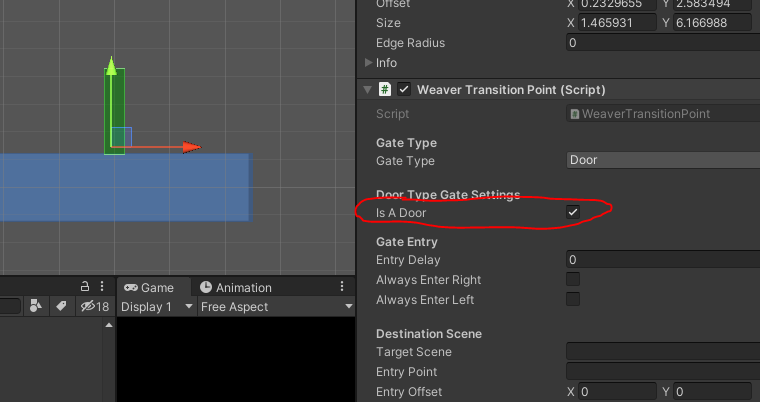 Offset X 0.2329655 Y 2.583494
Size X 1.465931 Y 6.166988
Edge Radius 0
Info
# Weaver Transition Point (Script)
Script # WeaverTransitionPoint
Gate Type
Gate Type Door
Door Type Gate Settings
Is A Door
Gate Entry
Entry Delay 0
Always Enter Right
Always Enter Left
Destination Scene
Target Scene
Entry Point
Entry Offset X 0 Y 0
Game Animation
18 Display 1 Free Aspect